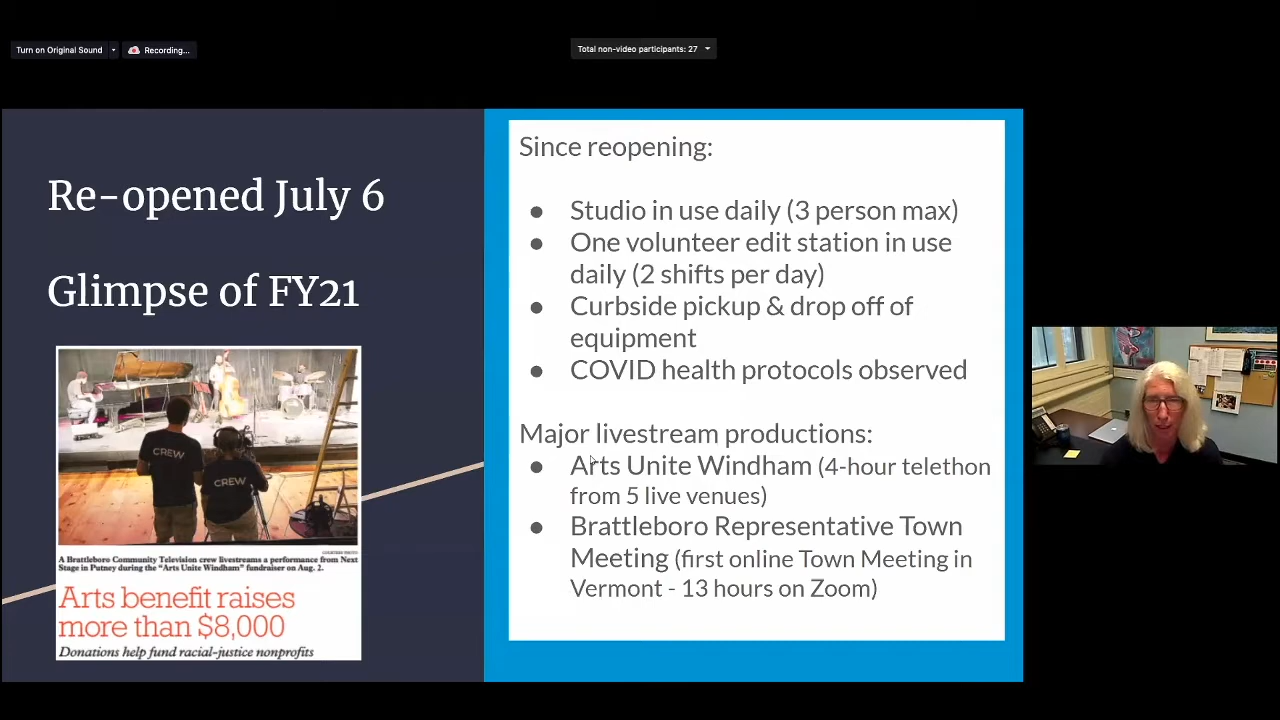 Turn on Original Sound
Recording...
Total non-video participants: 27
Re-opened July 6
Glimpse of FY21
CREW
CREW
COURTESY PHOTO
A Brattleboro Community Television crew livestreams a performance from Next
Stage in Putney during the “Arts Unite Windham” fundraiser on Aug. 2.
Arts benefit raises
more than $8,000
Donations help fund racial-justice nonprofits
Since reopening:
● Studio in use daily (3 person max)
● One volunteer edit station in use
daily (2 shifts per day)
● Curbside pickup & drop off of
equipment
● COVID health protocols observed
Major livestream productions:
● Arts Unite Windham (4-hour telethon
from 5 live venues)
● Brattleboro Representative Town
Meeting (first online Town Meeting in
Vermont - 13 hours on Zoom)